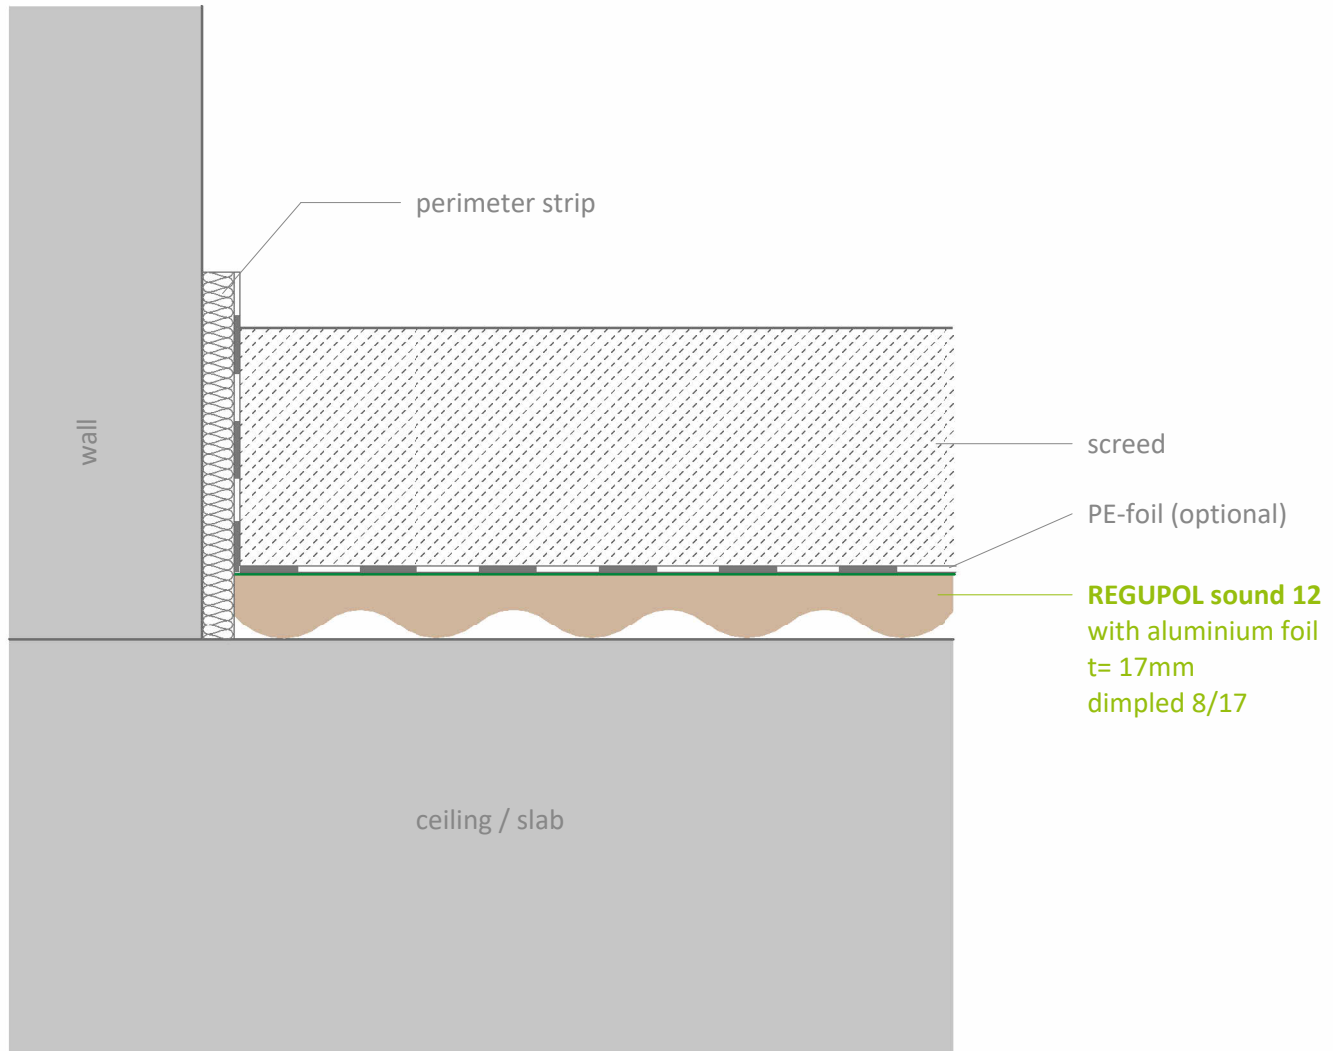 perimeter strip
wall
screed
PE-foil (optional)
REGUPOL sound 12
with aluminium foil
t= 17mm
dimpled 8/17
ceiling / slab